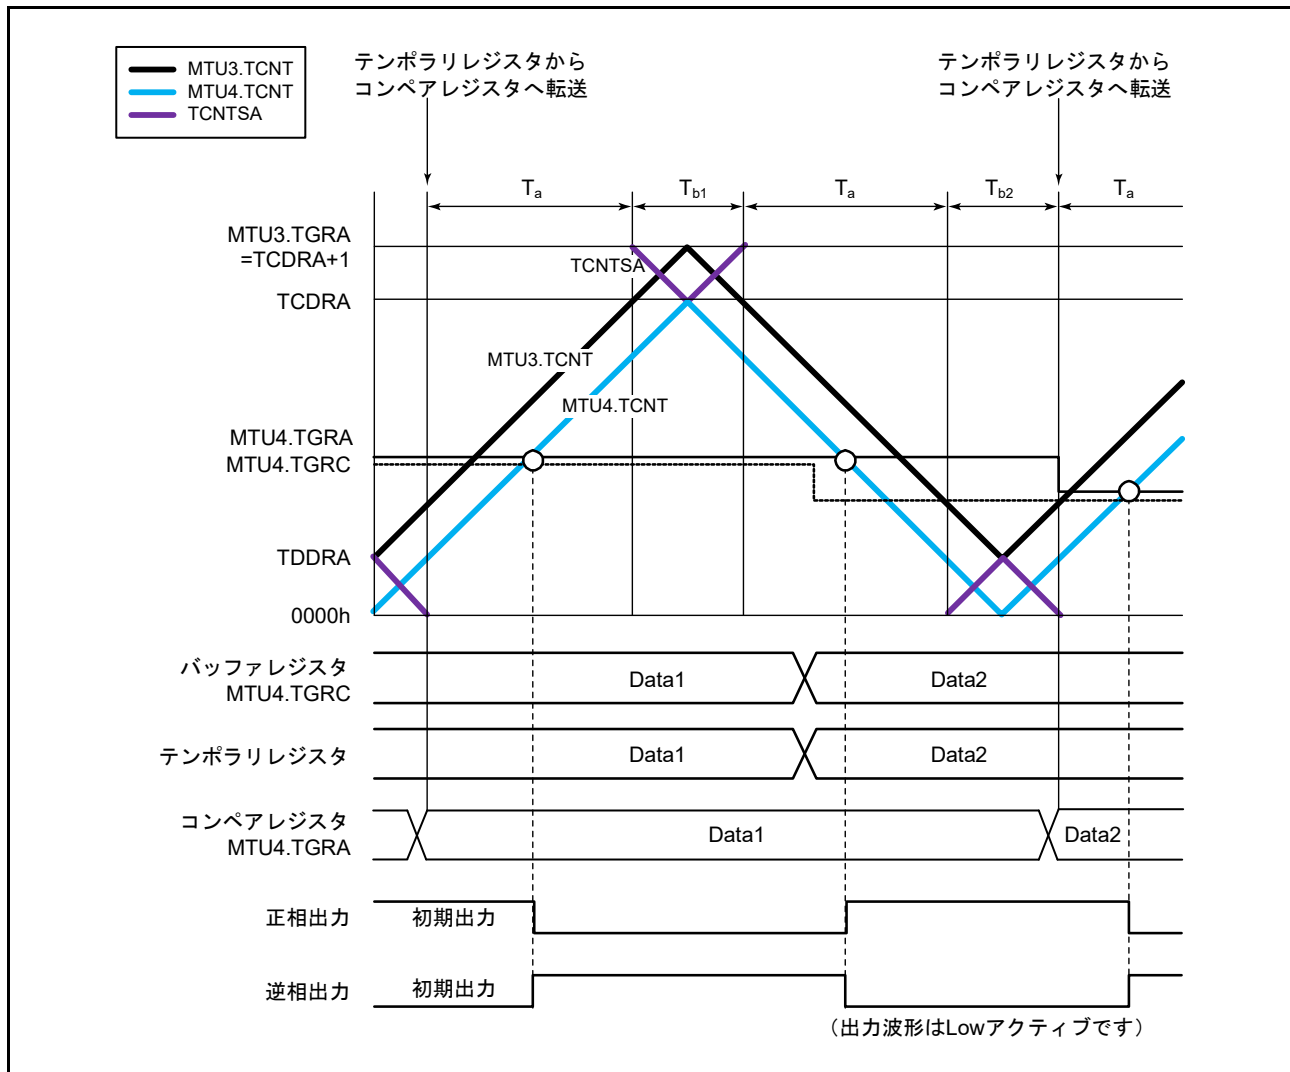 MTU3.TCNT
MTU4.TCNT
TCNTSA
テンポラリレジスタから
コンペアレジスタへ転送
テンポラリレジスタから
コンペアレジスタへ転送
Ta
Tb1
Ta
Tb2
Ta
MTU3.TGRA
=TCDRA+1
TCNTSA
TCDRA
MTU3.TCNT
MTU4.TCNT
MTU4.TGRA
MTU4.TGRC
TDDRA
0000h
バッファレジスタ
MTU4.TGRC
Data1
Data2
テンポラリレジスタ
Data1
Data2
コンペアレジスタ
MTU4.TGRA
Data1
Data2
正相出力
初期出力
逆相出力
初期出力
（出力波形はLowアクティブです）